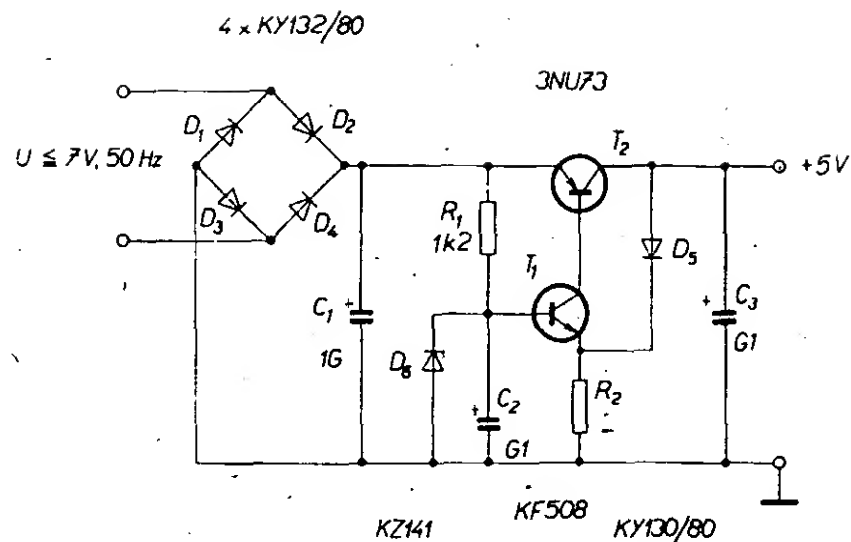 4 x KY132/80
3NU73
D1
D2
T2
U ≦ 7V, 50 Hz
+5V
D3
D4
R1
1k2
T1
D5
C1
+
1G
D6
C2
+
G1
R2
–
C3
+
G1
KZ141
KF508
KY130/80